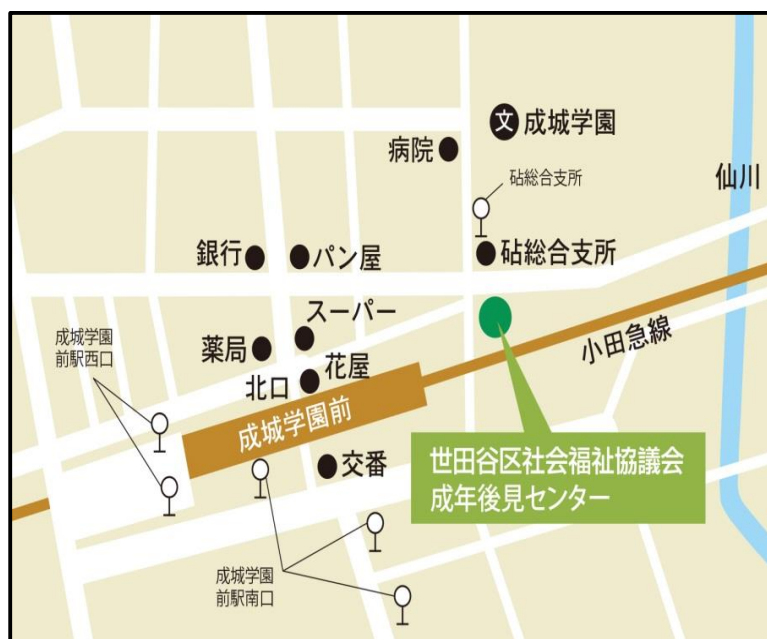 文 成城学園
病院
砧総合支所
仙川
銀行
パン屋
砧総合支所
スーパー
成城学園
前駅西口
薬局
花屋
小田急線
北口
成城学園前
世田谷区社会福祉協議会
成年後見センター
交番
成城学園
前駅南口